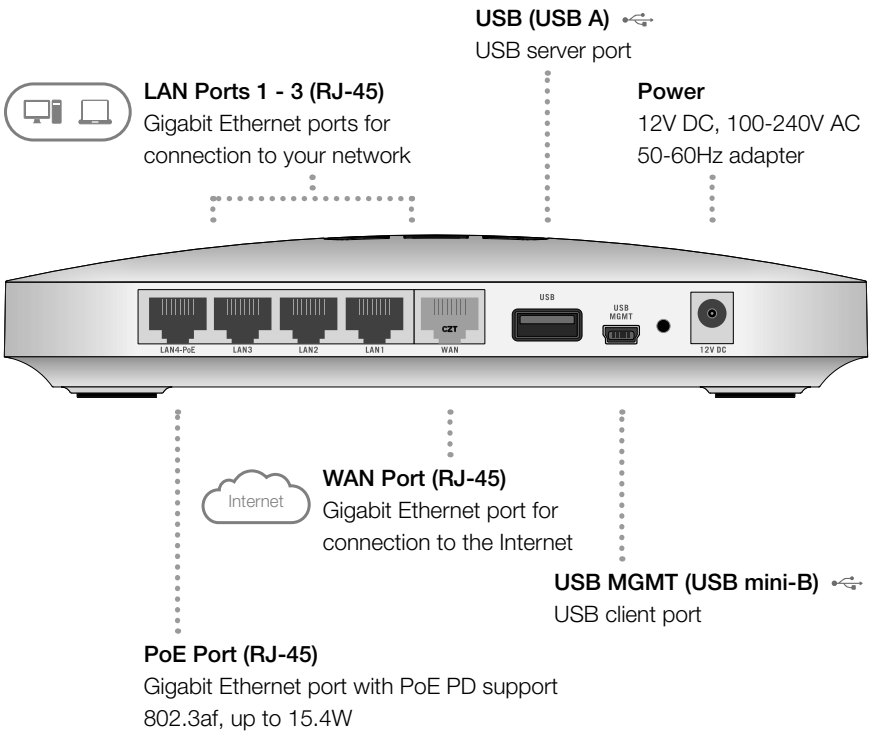 USB (USB A)
USB server port
LAN Ports 1 - 3 (RJ-45)
Gigabit Ethernet ports for
connection to your network
Power
12V DC, 100-240V AC
50-60Hz adapter
USB
USB
MGMT
CZT
LAN4-PoE
LAN3
LAN2
LAN1
WAN
12V DC
Internet
WAN Port (RJ-45)
Gigabit Ethernet port for
connection to the Internet
USB MGMT (USB mini-B)
USB client port
PoE Port (RJ-45)
Gigabit Ethernet port with PoE PD support
802.3af, up to 15.4W